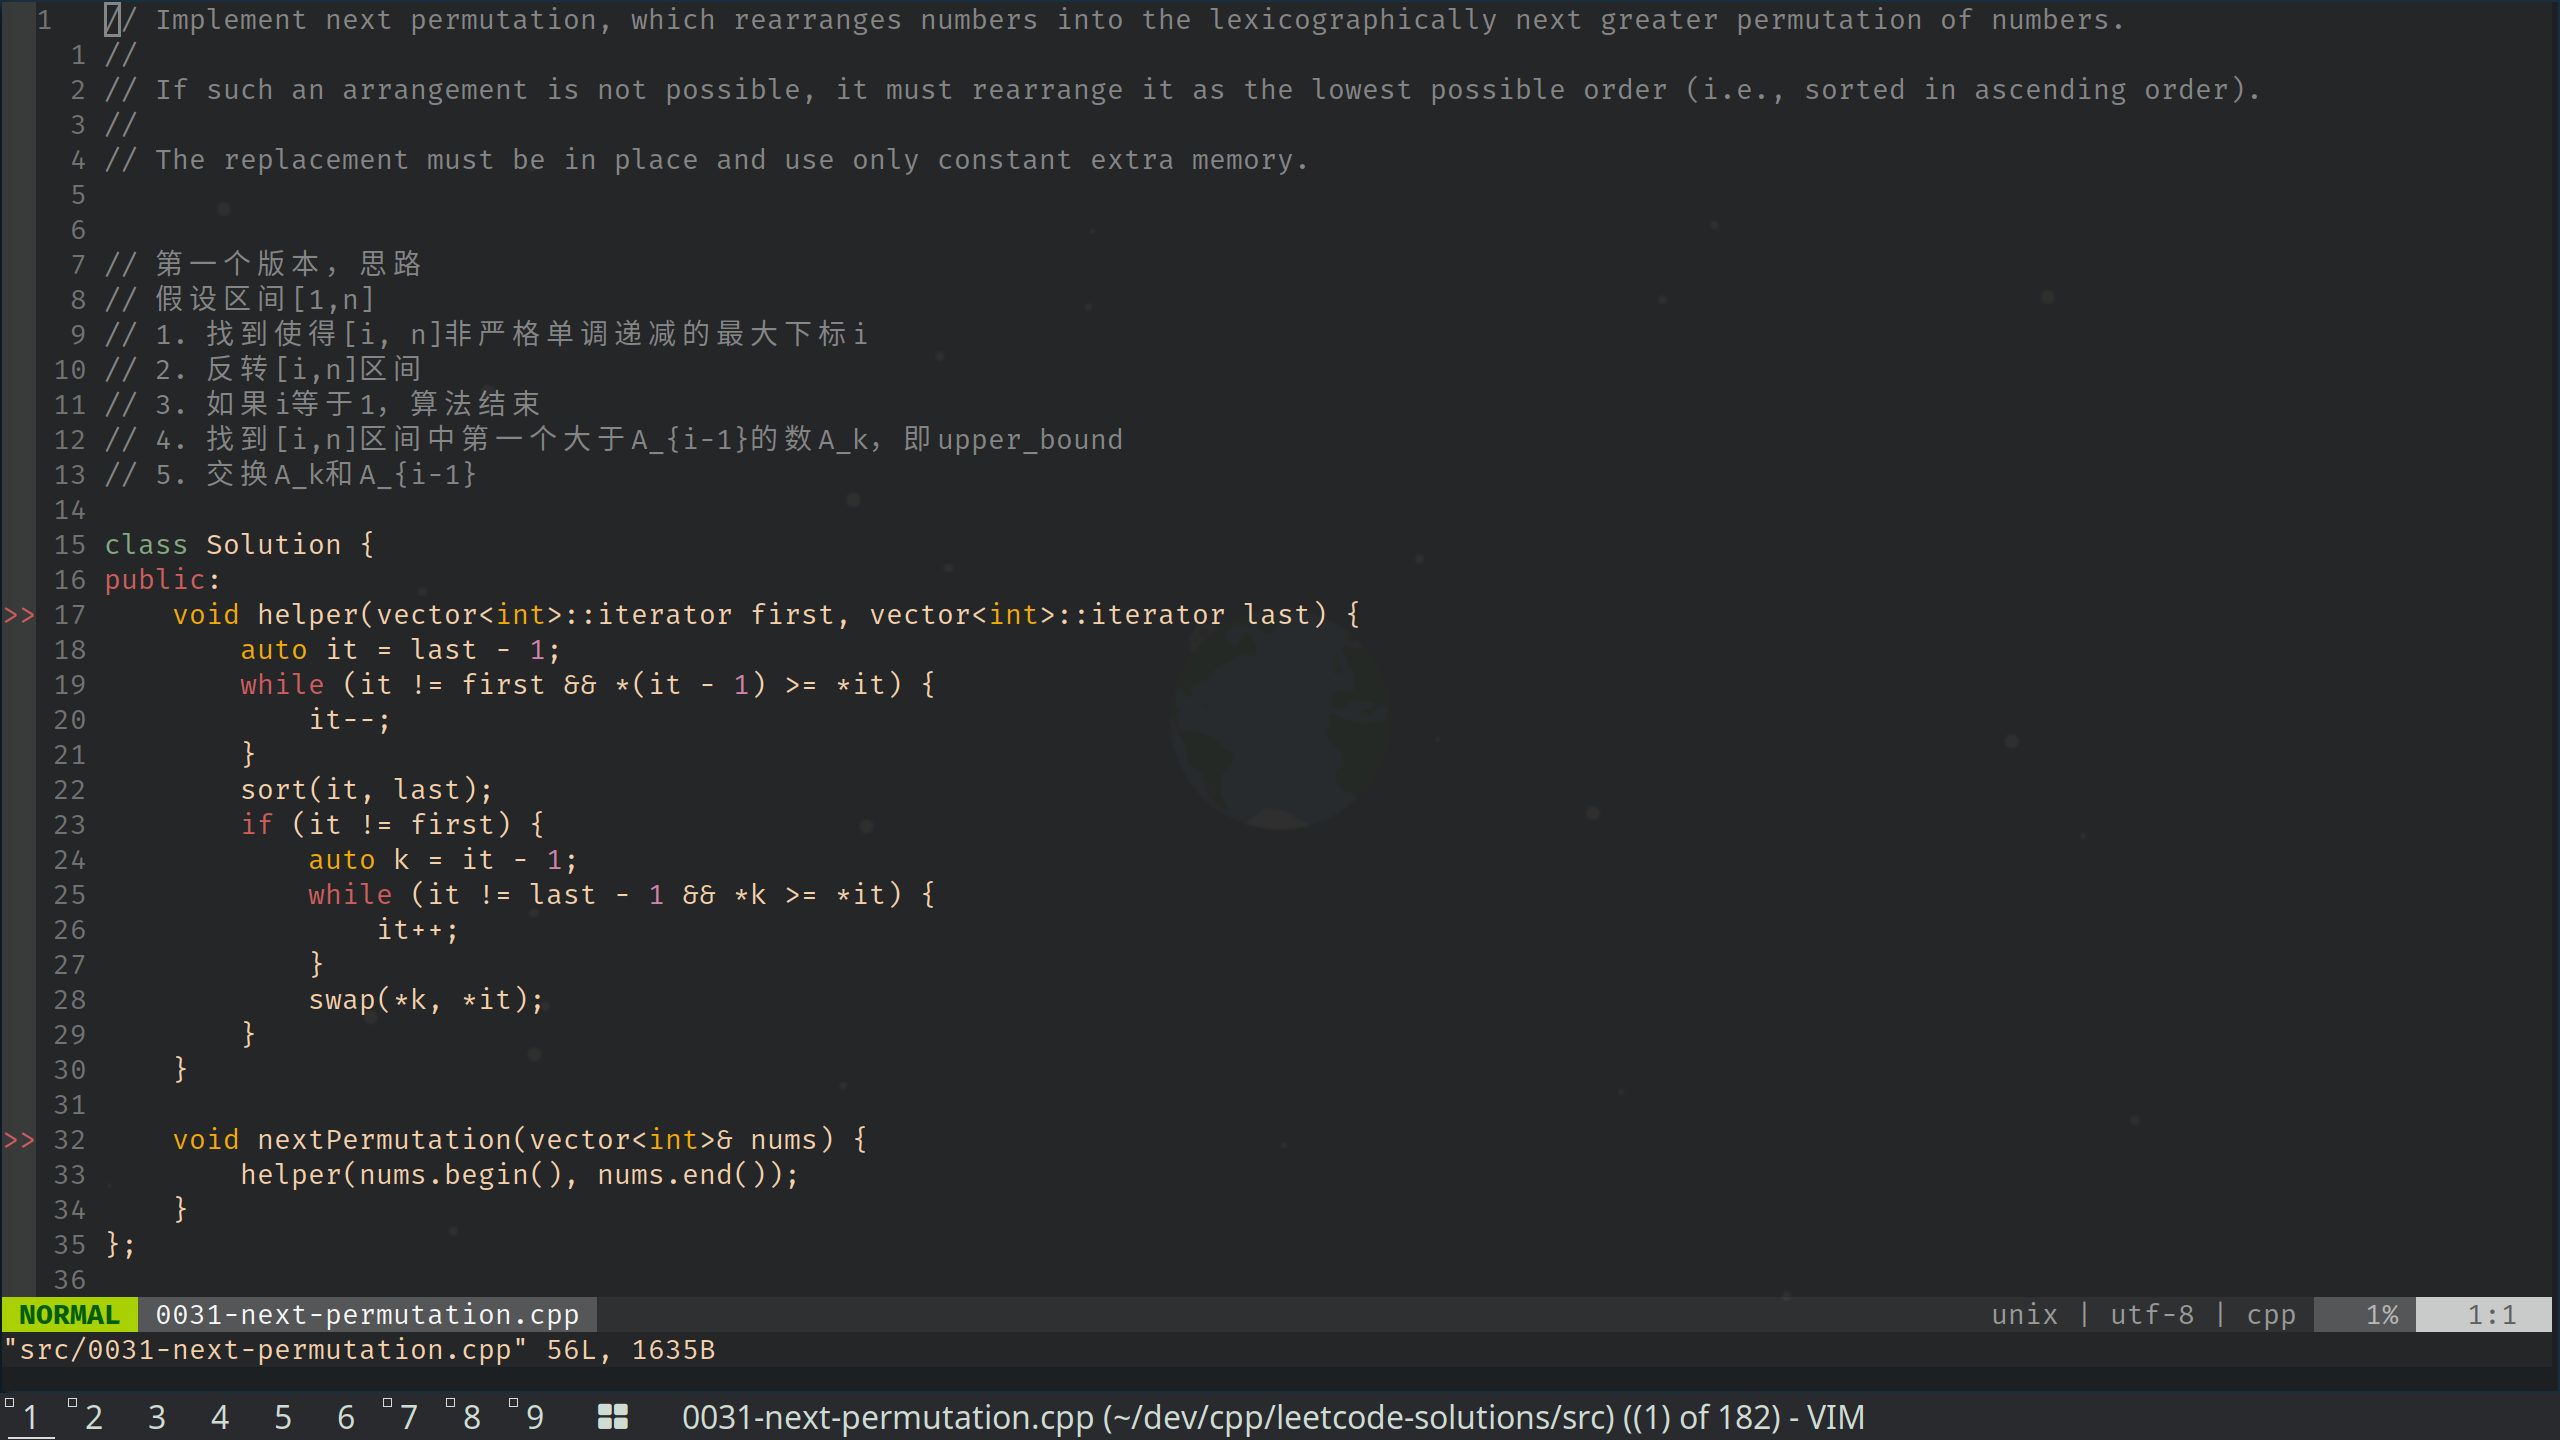 1 // Implement next permutation, which rearranges numbers into the lexicographically next greater permutation of numbers.
1 //
2 // If such an arrangement is not possible, it must rearrange it as the lowest possible order (i.e., sorted in ascending order).
3 //
4 // The replacement must be in place and use only constant extra memory.
5
6
7 // 第一个版本，思路
8 // 假设区间[1,n]
9 // 1. 找到使得[i, n]非严格单调递减的最大下标i
10 // 2. 反转[i,n]区间
11 // 3. 如果i等于1，算法结束
12 // 4. 找到[i,n]区间中第一个大于A_{i-1}的数A_k，即upper_bound
13 // 5. 交换A_k和A_{i-1}
14
15 class Solution {
16 public:
>> 17     void helper(vector<int>::iterator first, vector<int>::iterator last) {
18         auto it = last - 1;
19         while (it != first && *(it - 1) >= *it) {
20             it--;
21         }
22         sort(it, last);
23         if (it != first) {
24             auto k = it - 1;
25             while (it != last - 1 && *k >= *it) {
26                 it++;
27             }
28             swap(*k, *it);
29         }
30     }
31
>> 32     void nextPermutation(vector<int>& nums) {
33         helper(nums.begin(), nums.end());
34     }
35 };
36
NORMAL 0031-next-permutation.cpp unix | utf-8 | cpp 1% 1:1
"src/0031-next-permutation.cpp" 56L, 1635B
1 2 3 4 5 6 7 8 9 0031-next-permutation.cpp (~/dev/cpp/leetcode-solutions/src) ((1) of 182) - VIM